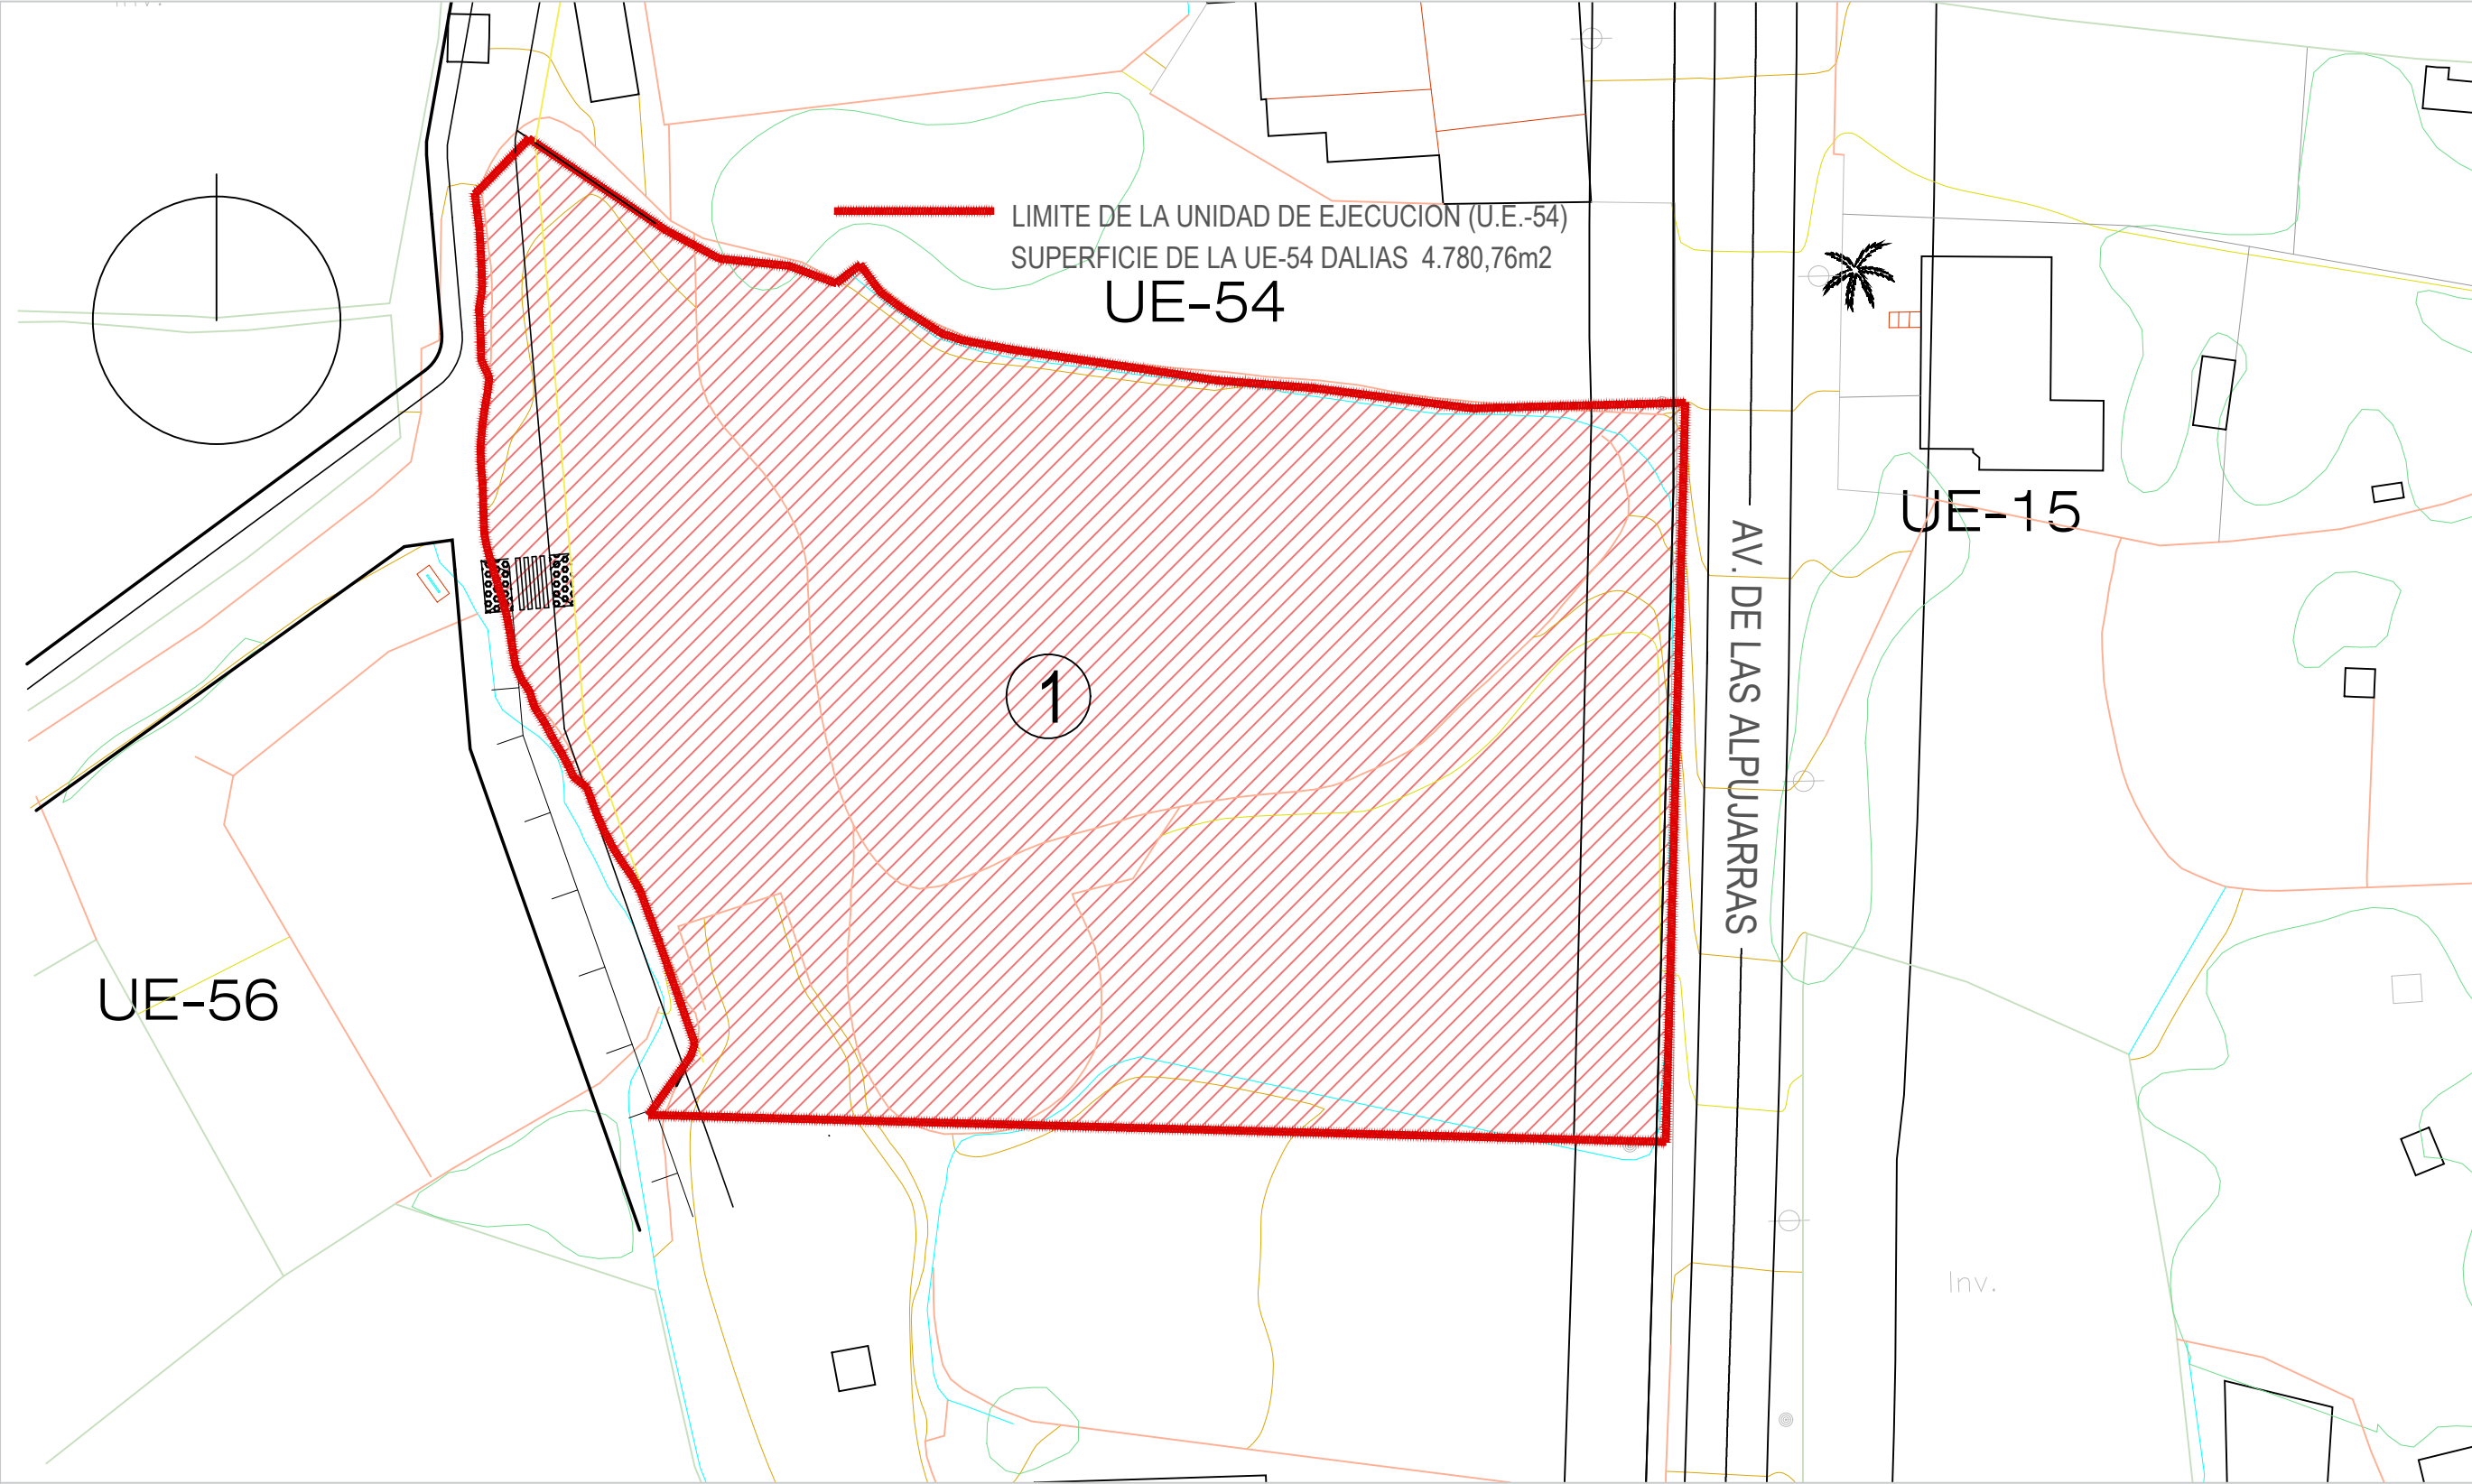 LIMITE DE LA UNIDAD DE EJECUCION (U.E.-54)
SUPERFICIE DE LA UE-54 DALIAS 4.780,76m2
UE-54
UE-15
AV. DE LAS ALPUJARRAS
1
UE-56
Inv.